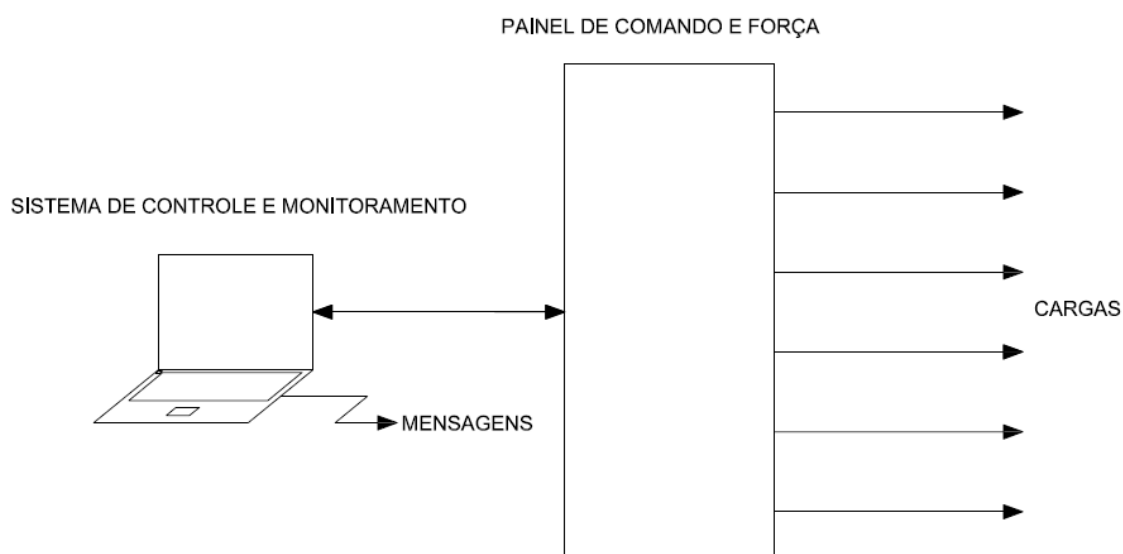 PAINEL DE COMANDO E FORÇA
SISTEMA DE CONTROLE E MONITORAMENTO
CARGAS
MENSAGENS